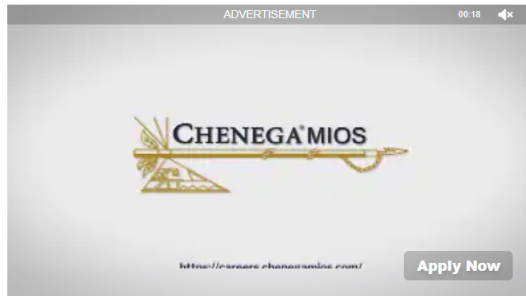 ADVERTISEMENT
00:18
CHENEGA® MIOS
https://careers.chenegamios.com/
Apply Now